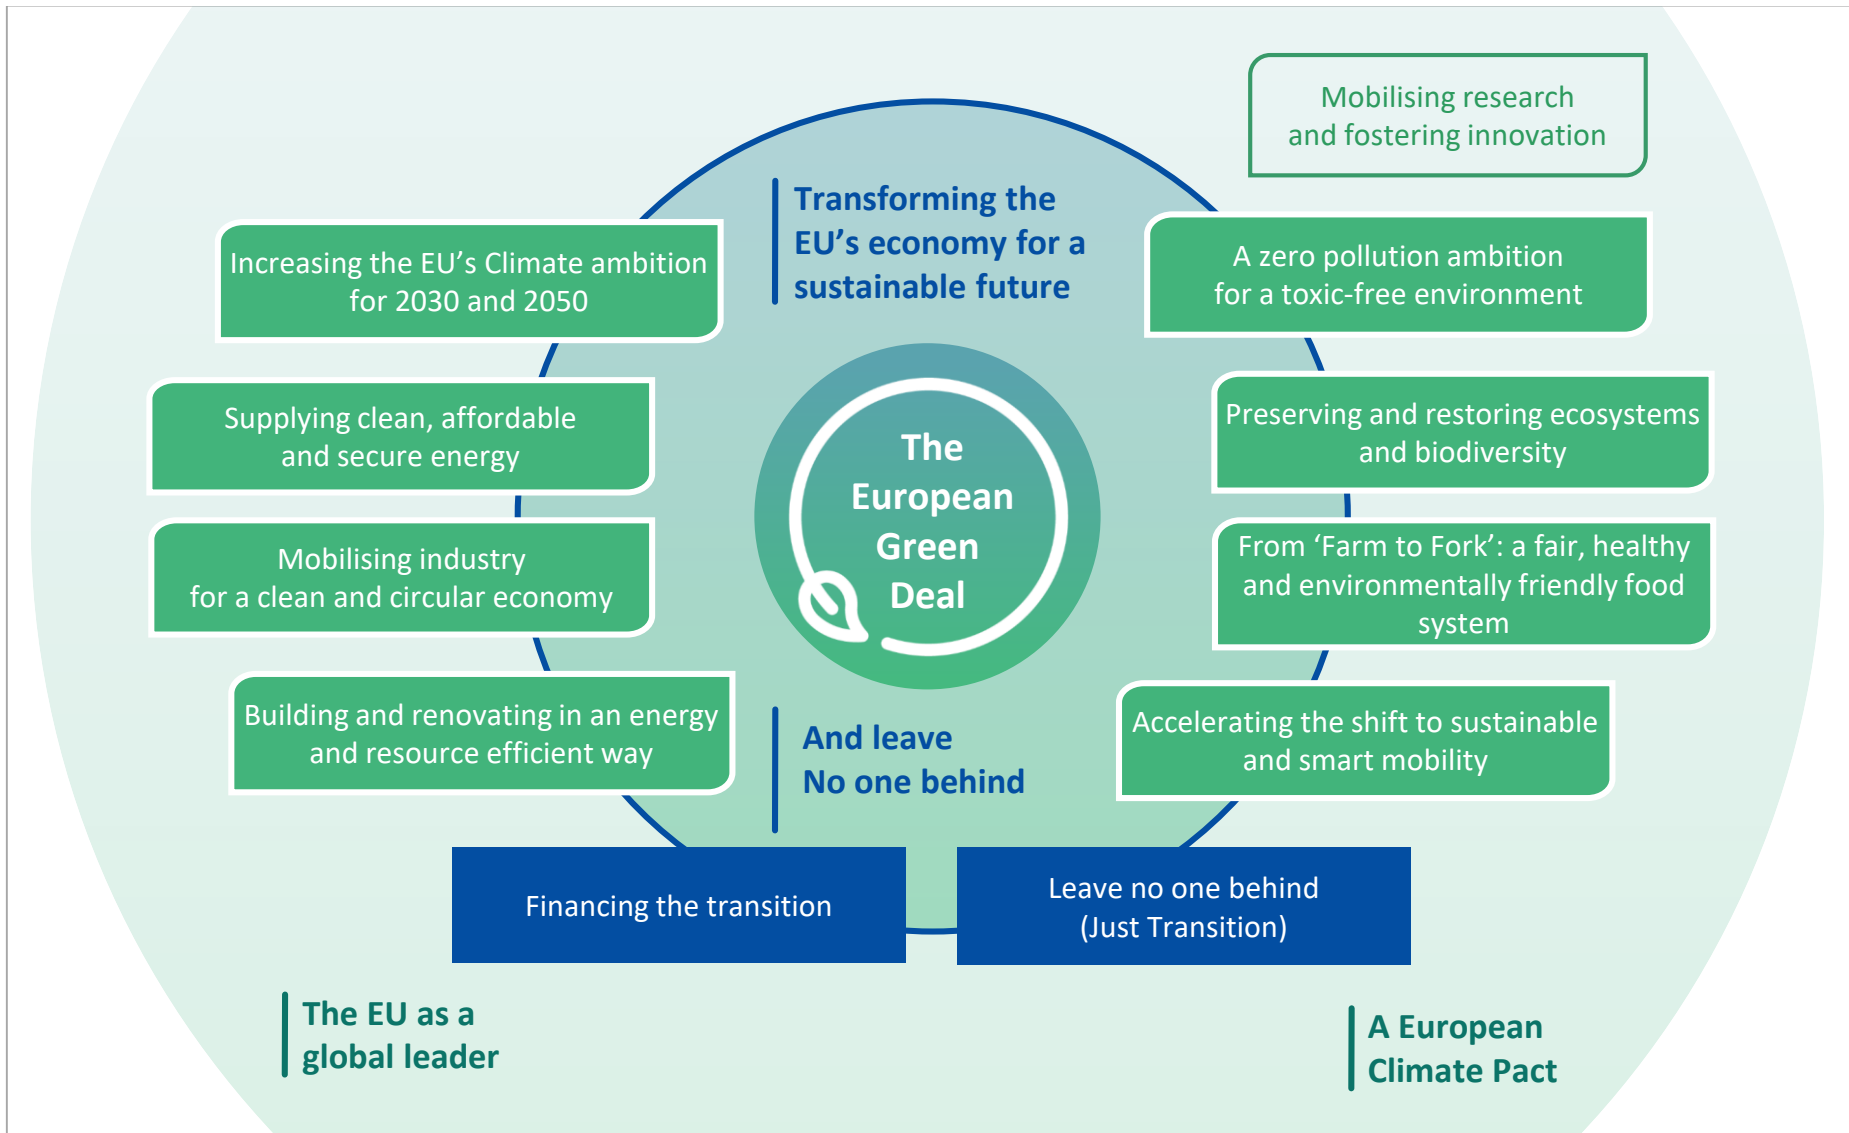 Mobilising research
and fostering innovation
Transforming the
EU’s economy for a
sustainable future
Increasing the EU’s Climate ambition
for 2030 and 2050
A zero pollution ambition
for a toxic-free environment
Supplying clean, affordable
and secure energy
Preserving and restoring ecosystems
and biodiversity
The
European
Green
Deal
Mobilising industry
for a clean and circular economy
From ‘Farm to Fork’: a fair, healthy
and environmentally friendly food
system
Building and renovating in an energy
and resource efficient way
Accelerating the shift to sustainable
and smart mobility
And leave
No one behind
Financing the transition
Leave no one behind
(Just Transition)
The EU as a
global leader
A European
Climate Pact